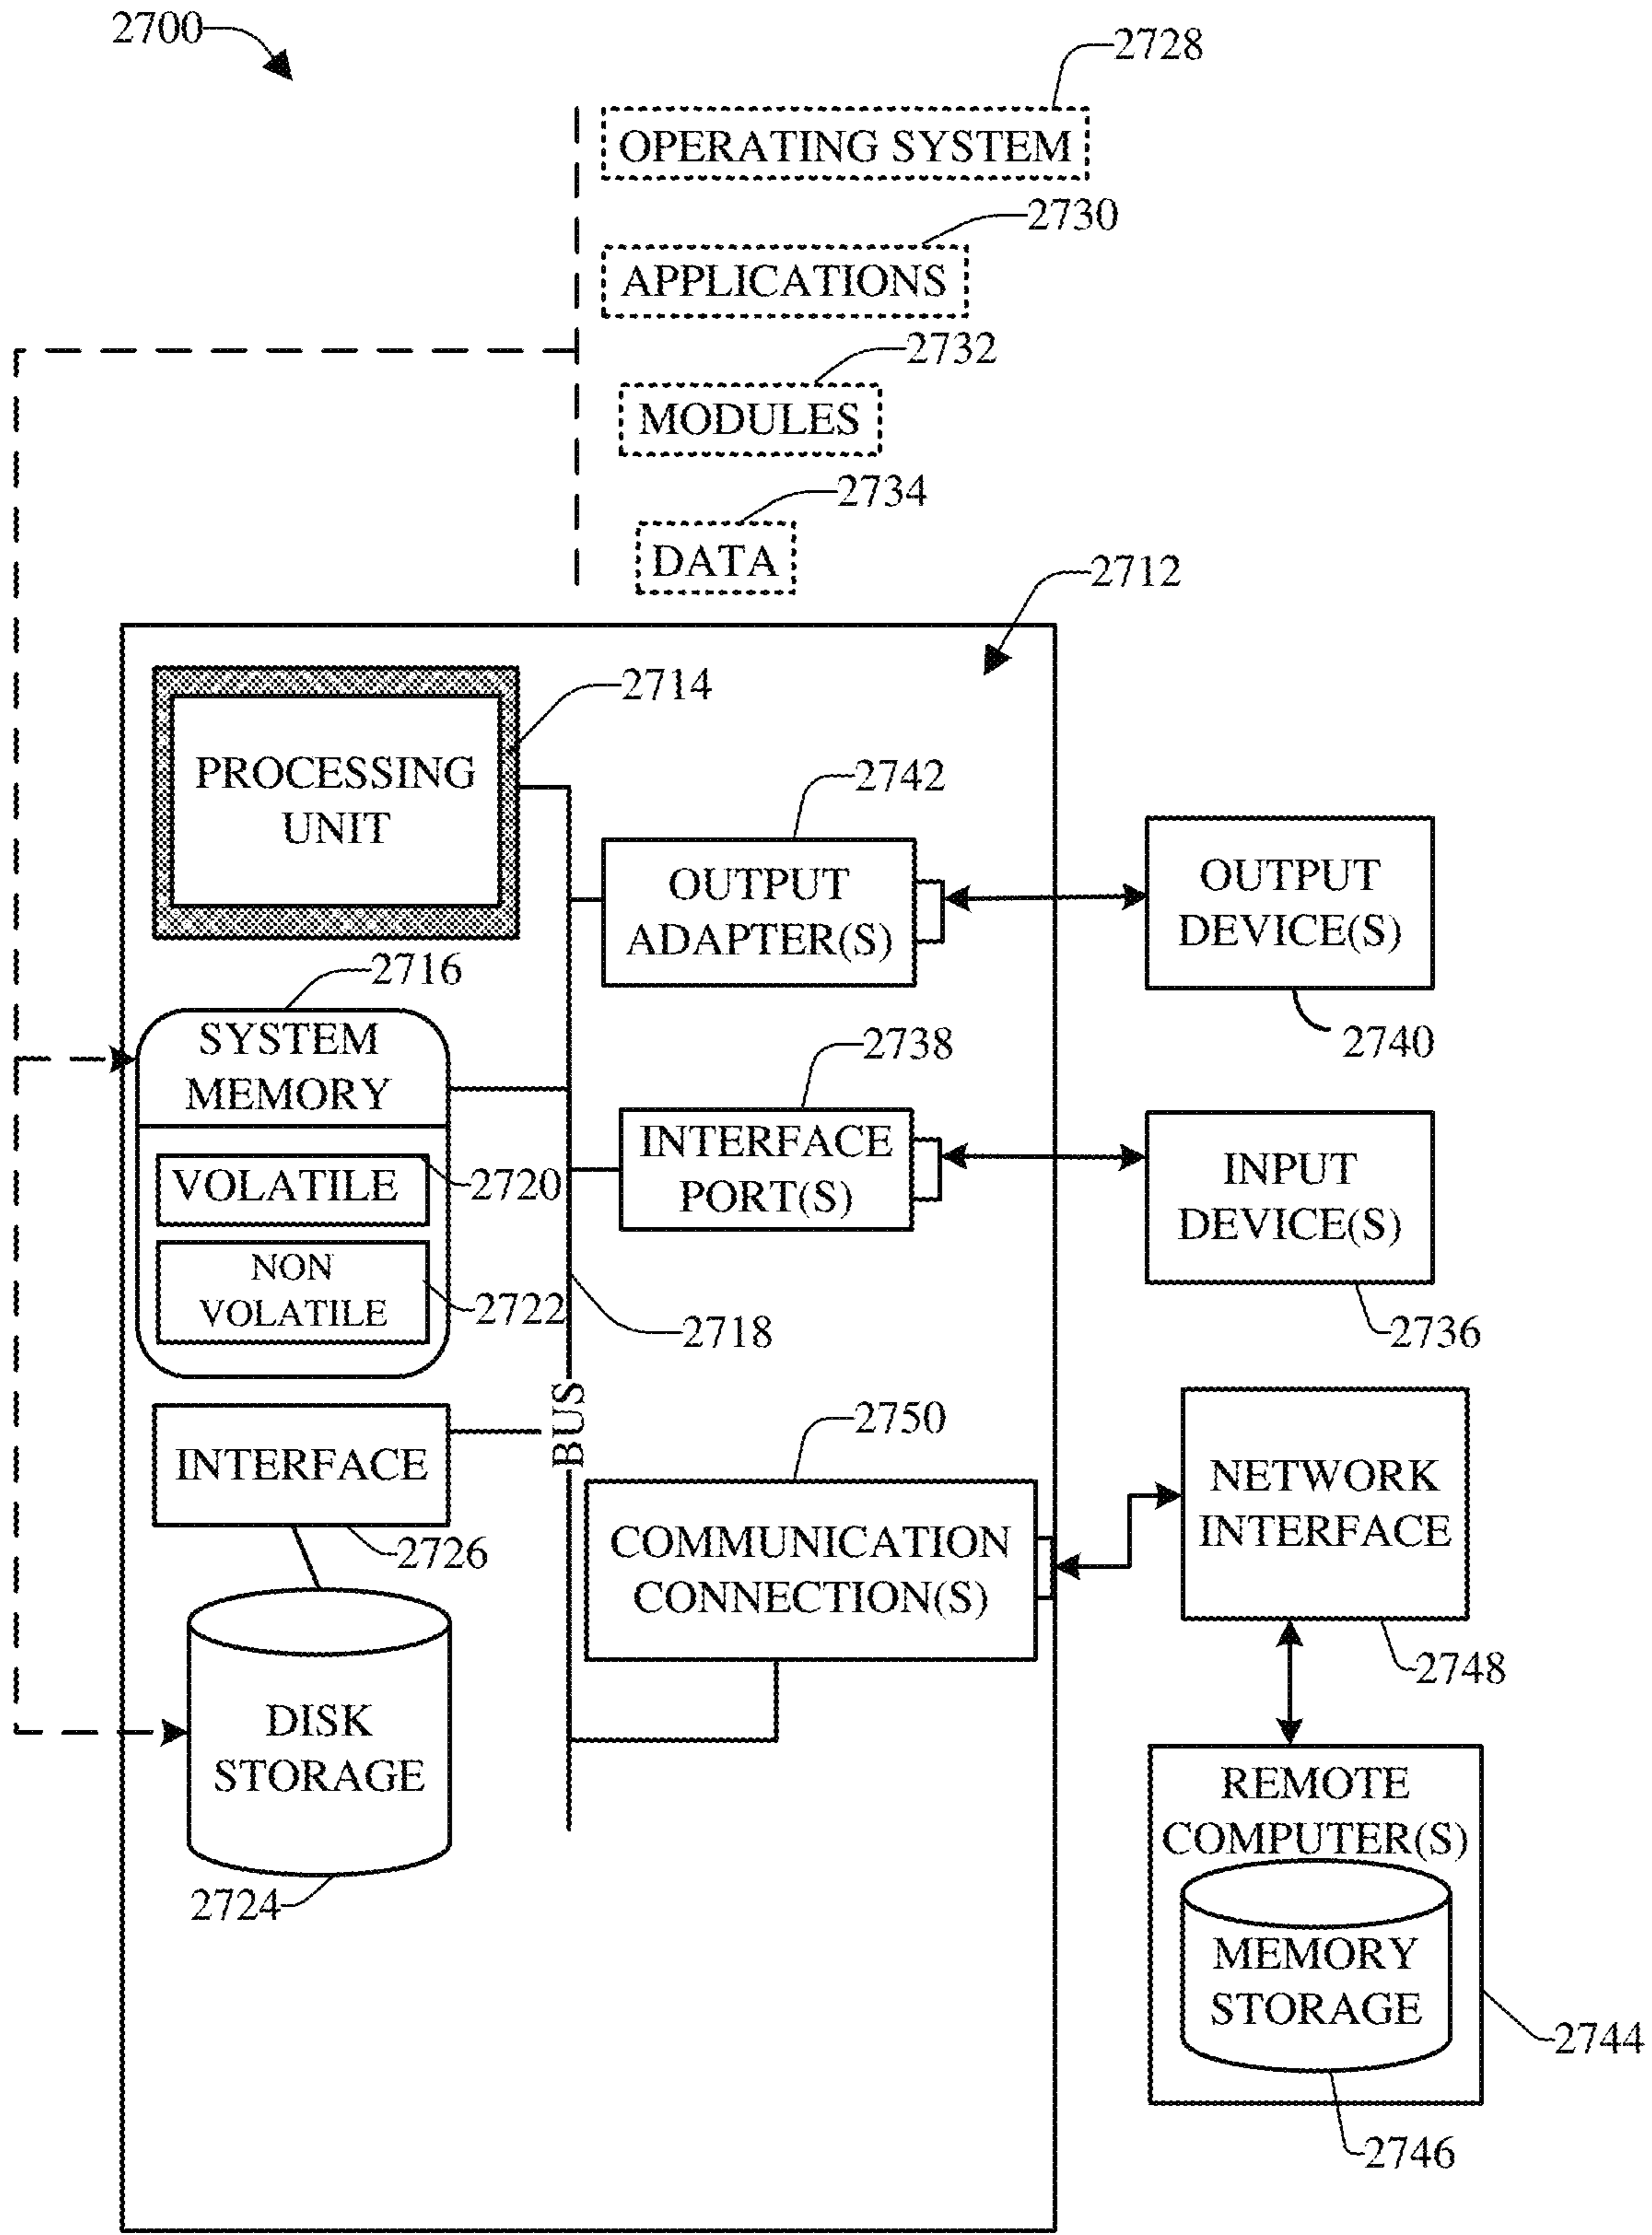 2700
2728
OPERATING SYSTEM
2730
APPLICATIONS
2732
MODULES
2734
DATA
2712
2714
PROCESSING
UNIT
2742
OUTPUT
ADAPTER(S)
OUTPUT
DEVICE(S)
2740
2716
SYSTEM
MEMORY
VOLATILE
2720
NON
VOLATILE
2722
2738
INTERFACE
PORT(S)
INPUT
DEVICE(S)
2736
2718
BUS
INTERFACE
2726
2750
COMMUNICATION
CONNECTION(S)
NETWORK
INTERFACE
2748
DISK
STORAGE
2724
REMOTE
COMPUTER(S)
MEMORY
STORAGE
2744
2746